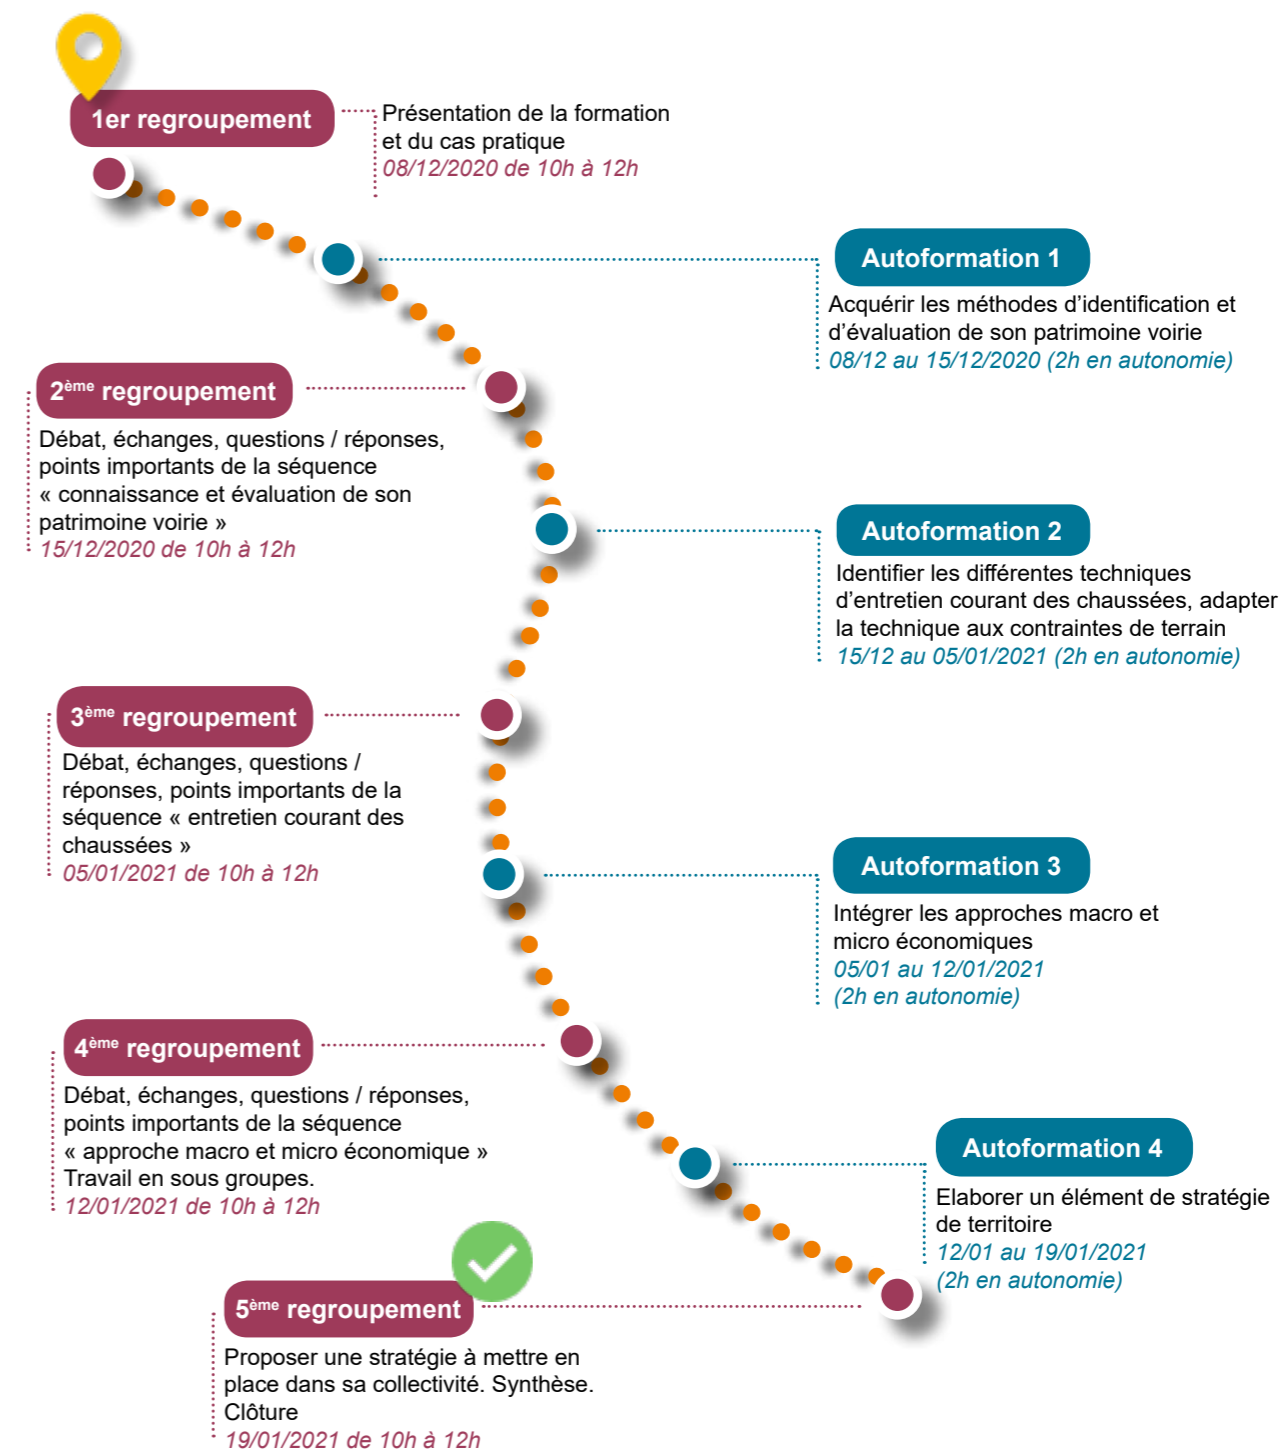 1er regroupement
Présentation de la formation
et du cas pratique
08/12/2020 de 10h à 12h
Autoformation 1
Acquérir les méthodes d’identification et
d’évaluation de son patrimoine voirie
08/12 au 15/12/2020 (2h en autonomie)
2ème regroupement
Débat, échanges, questions / réponses,
points importants de la séquence
« connaissance et évaluation de son
patrimoine voirie »
15/12/2020 de 10h à 12h
Autoformation 2
Identifier les différentes techniques
d’entretien courant des chaussées, adapter
la technique aux contraintes de terrain
15/12 au 05/01/2021 (2h en autonomie)
3ème regroupement
Débat, échanges, questions /
réponses, points importants de la
séquence « entretien courant des
chaussées »
05/01/2021 de 10h à 12h
Autoformation 3
Intégrer les approches macro et
micro économiques
05/01 au 12/01/2021
(2h en autonomie)
4ème regroupement
Débat, échanges, questions / réponses,
points importants de la séquence
« approche macro et micro économique »
Travail en sous groupes.
12/01/2021 de 10h à 12h
Autoformation 4
Elaborer un élément de stratégie
de territoire
12/01 au 19/01/2021
(2h en autonomie)
5ème regroupement
Proposer une stratégie à mettre en
place dans sa collectivité. Synthèse.
Clôture
19/01/2021 de 10h à 12h